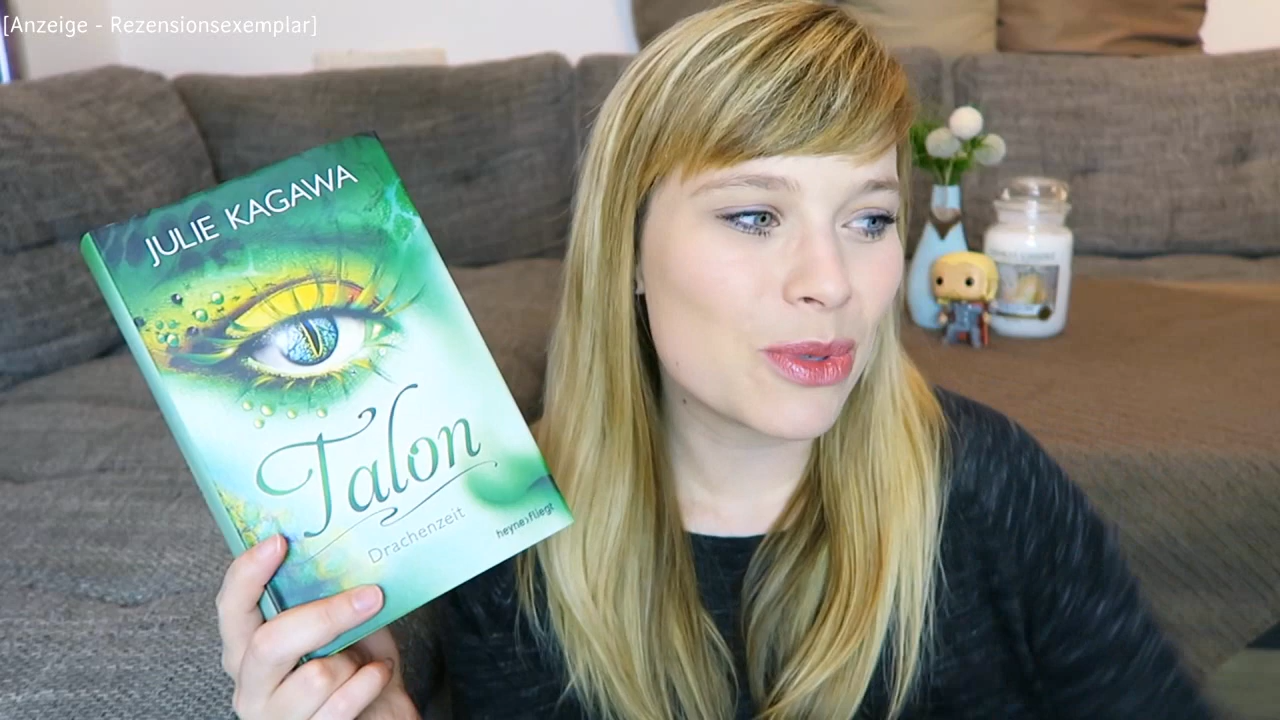 [Anzeige - Rezensionsexemplar]
JULIE KAGAWA
Talon
Drachenzeit
heyne›fliegt